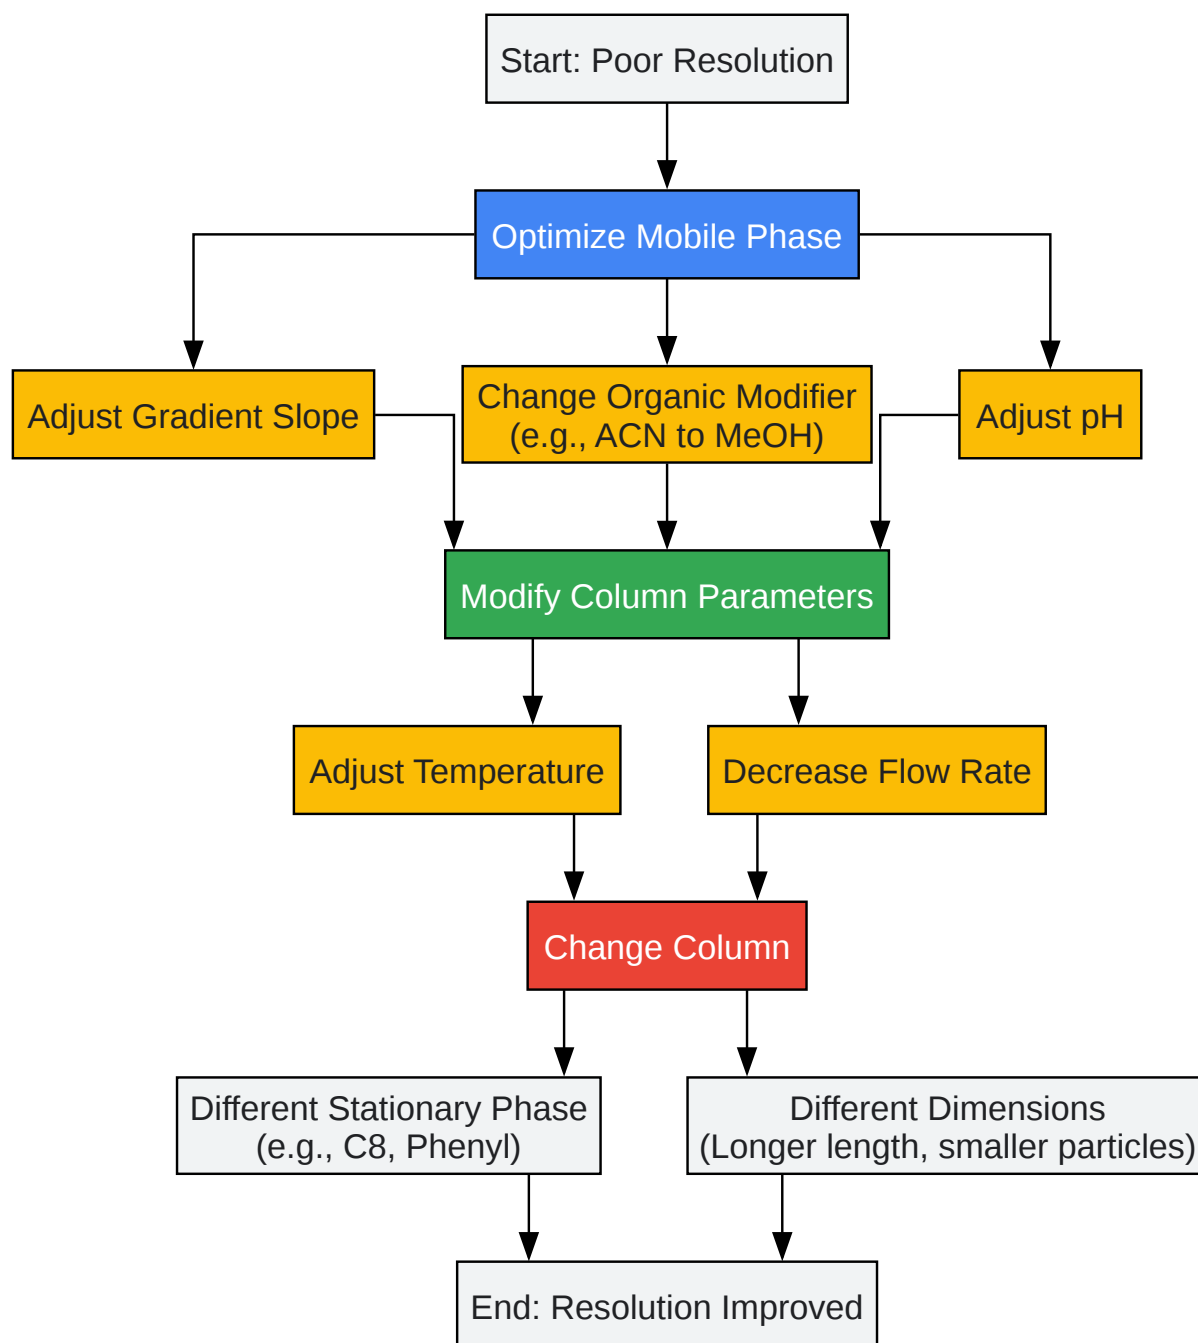 Start: Poor Resolution
Optimize Mobile Phase
Adjust Gradient Slope
Change Organic Modifier
(e.g., ACN to MeOH)
Adjust pH
Modify Column Parameters
Adjust Temperature
Decrease Flow Rate
Change Column
Different Stationary Phase
(e.g., C8, Phenyl)
Different Dimensions
(Longer length, smaller particles)
End: Resolution Improved